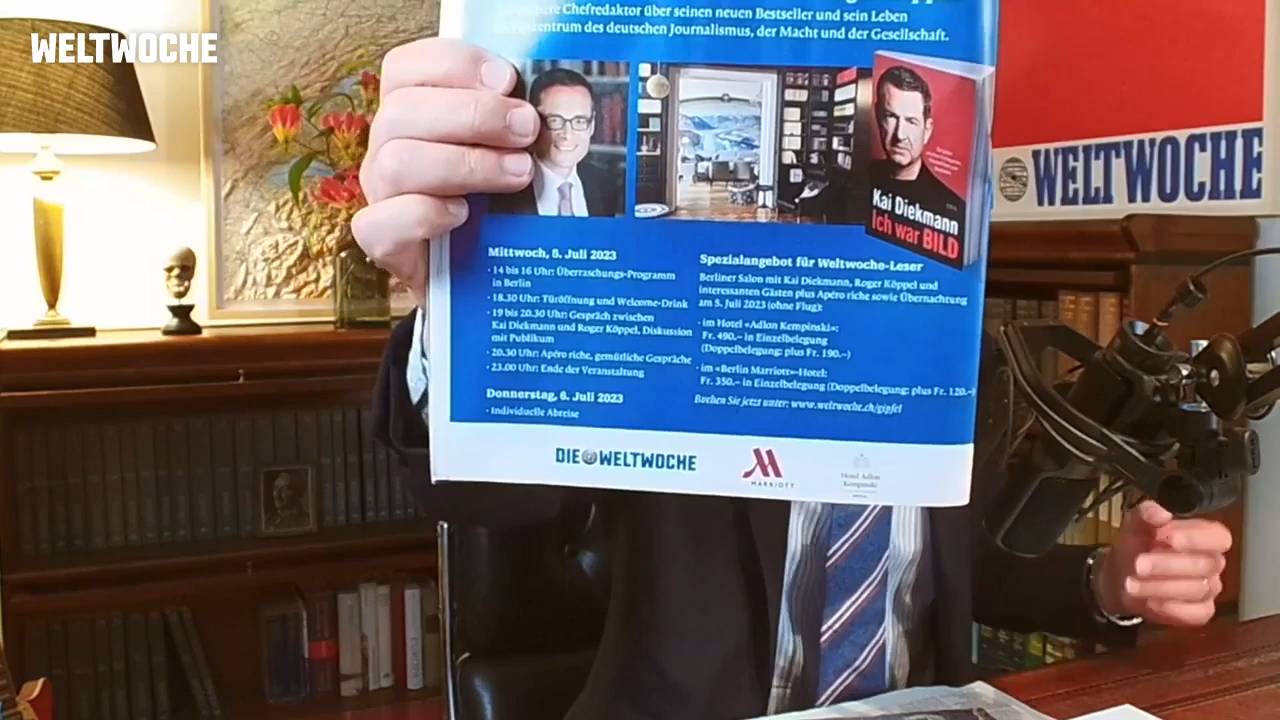 WELTWOCHE
Chefredaktor über seinen neuen Bestseller und sein Leben
des deutschen Journalismus, der Macht und der Gesellschaft.
Kai Diekmann
Ich war BILD
WELTWOCHE
Mittwoch, 5. Juli 2023
· 14 bis 16 Uhr: Überraschungs-Programm
in Berlin
· 18.30 Uhr: Türöffnung und Welcome-Drink
· 19 bis 20.30 Uhr: Gespräch zwischen
Kai Diekmann und Roger Köppel, Diskussion
mit Publikum
· 20.30 Uhr: Apéro riche, gemütliche Gespräche
· 23.00 Uhr: Ende der Veranstaltung
Donnerstag, 6. Juli 2023
· Individuelle Abreise
Spezialangebot für Weltwoche-Leser
Berliner Salon mit Kai Diekmann, Roger Köppel und
interessanten Gästen plus Apéro riche sowie Übernachtung
am 5. Juli 2023 (ohne Flug):
· im Hotel «Adlon Kempinski»:
Fr. 490.– in Einzelbelegung
(Doppelbelegung: plus Fr. 190.–)
· im «Berlin Marriott»-Hotel:
Fr. 350.– in Einzelbelegung (Doppelbelegung: plus Fr. 120.–)
Buchen Sie jetzt unter: www.weltwoche.ch/gipfel
DIE WELTWOCHE
MARRIOTT
Hotel Adlon
Kempinski